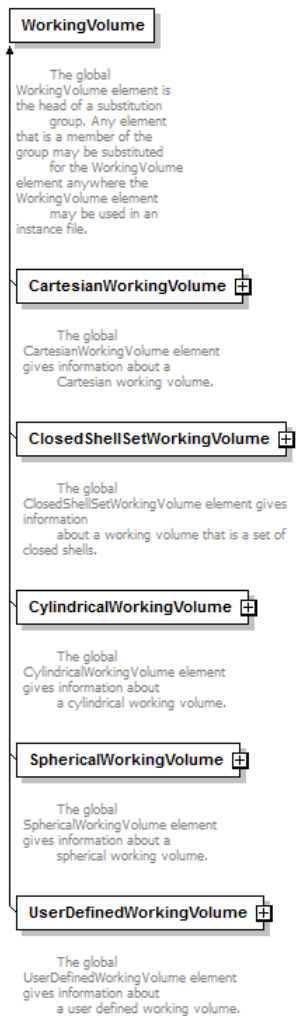 WorkingVolume
The global
WorkingVolume element is
the head of a substitution
group. Any element
that is a member of the
group may be substituted
for the WorkingVolume
element anywhere the
WorkingVolume element
may be used in an
instance file.
CartesianWorkingVolume
The global
CartesianWorkingVolume element
gives information about a
Cartesian working volume.
ClosedShellSetWorkingVolume
The global
ClosedShellSetWorkingVolume element gives
information
about a working volume that is a set of
closed shells.
CylindricalWorkingVolume
The global
CylindricalWorkingVolume element
gives information about
a cylindrical working volume.
SphericalWorkingVolume
The global
SphericalWorkingVolume element
gives information about a
spherical working volume.
UserDefinedWorkingVolume
The global
UserDefinedWorkingVolume element
gives information about
a user defined working volume.